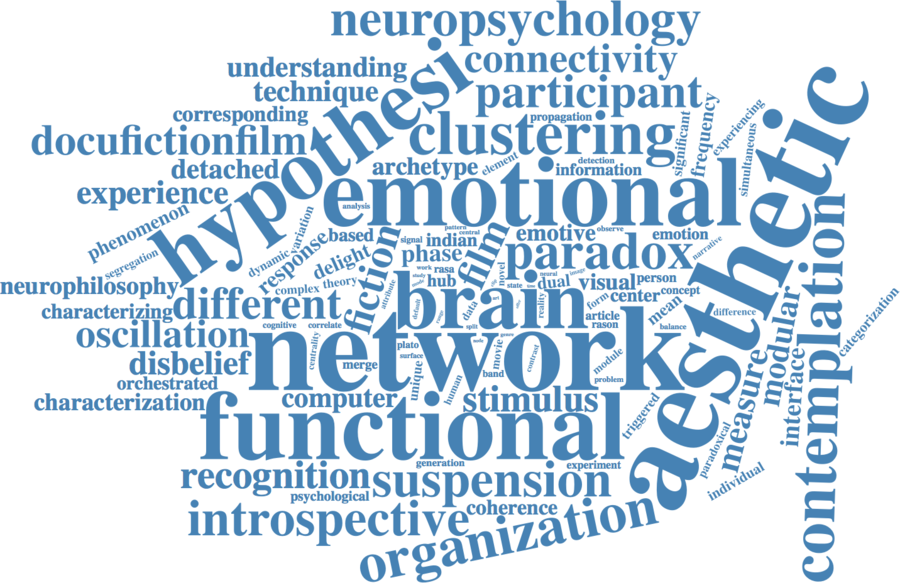 neuropsychology
understanding
connectivity
technique
participant
corresponding
hypothesi
propagation
docufictionfilm
clustering
significant
frequency
experiencing
simultaneous
detached
archetype
element
detection
information
aesthetic
experience
emotional
analysis
phenomenon
variation
dynamic
response
based
signal
indian
pattern
central
emotive
observe
emotion
narrative
segregation
delight
phase
film
paradox
contemplation
neurophilosophy
complex
theory
fiction
attribute
work
rasa
hub
study
novel
state
dual
neural
image
visual
person
concept
center
form
mean
characterizing
different
brain
default
data
reality
article
rason
balance
difference
modular
categorization
oscillation
cognitive
correlate
centrality
network
split
genre
plato
surface
movie
contrast
module
disbelief
merge
band
problem
orchestrated
unique
human
measure
interface
characterization
computer
stimulus
triggered
functional
paradoxical
recognition
generation
experiment
suspension
individual
psychological
introspective
coherence
organization